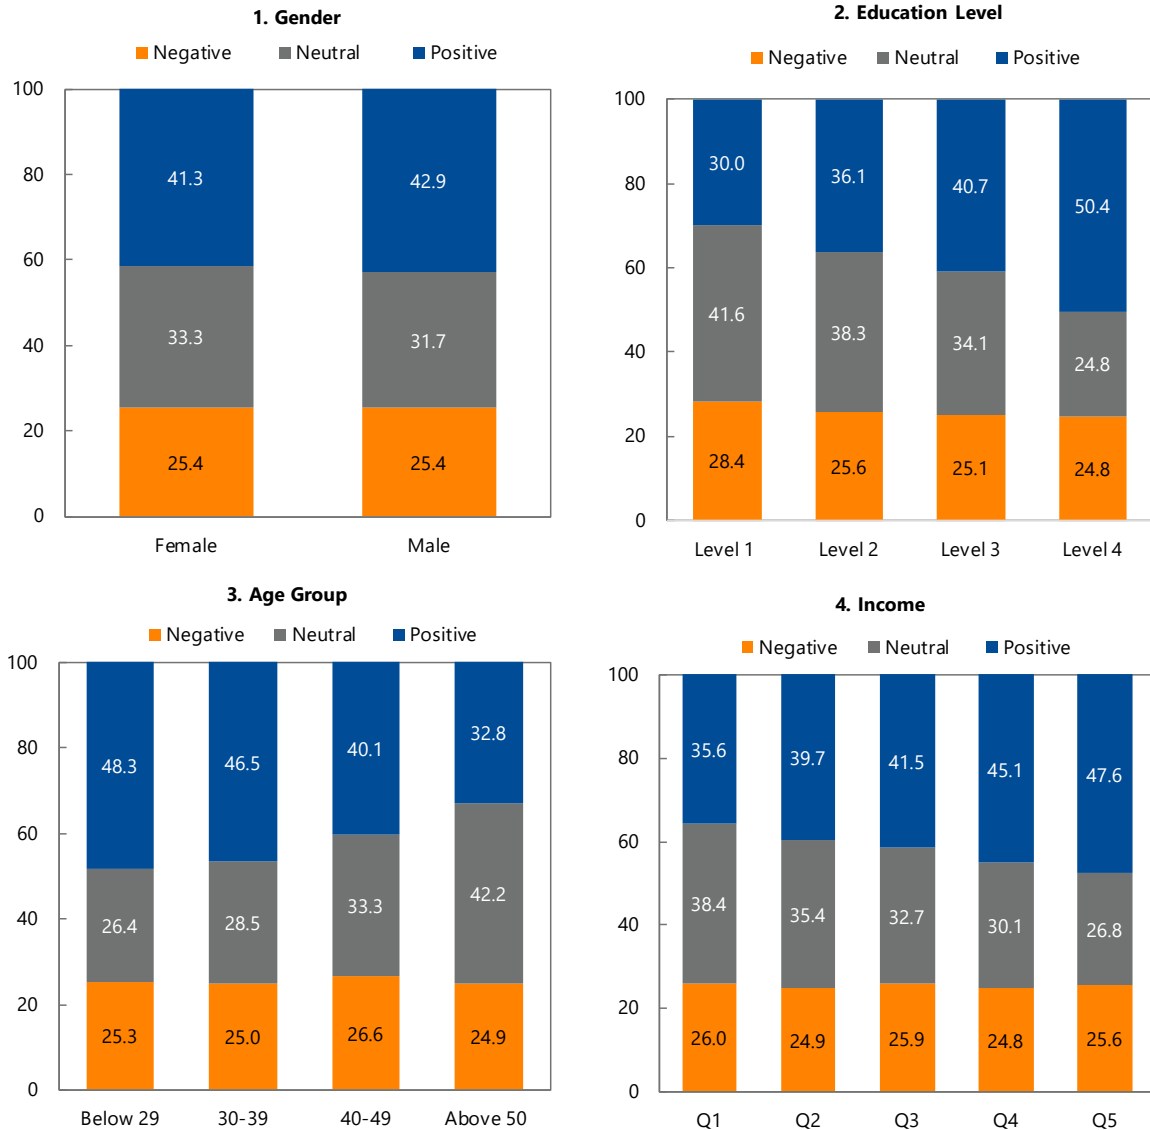 1. Gender
Negative Neutral Positive
100
80
60
40
20
0
41.3 42.9
33.3 31.7
25.4 25.4
Female Male
2. Education Level
Negative Neutral Positive
100
80
60
40
20
0
30.0 36.1 40.7 50.4
41.6 38.3 34.1 24.8
28.4 25.6 25.1 24.8
Level 1 Level 2 Level 3 Level 4
3. Age Group
Negative Neutral Positive
100
80
60
40
20
0
48.3 46.5 40.1 32.8
26.4 28.5 33.3 42.2
25.3 25.0 26.6 24.9
Below 29 30-39 40-49 Above 50
4. Income
Negative Neutral Positive
100
80
60
40
20
0
35.6 39.7 41.5 45.1 47.6
38.4 35.4 32.7 30.1 26.8
26.0 24.9 25.9 24.8 25.6
Q1 Q2 Q3 Q4 Q5